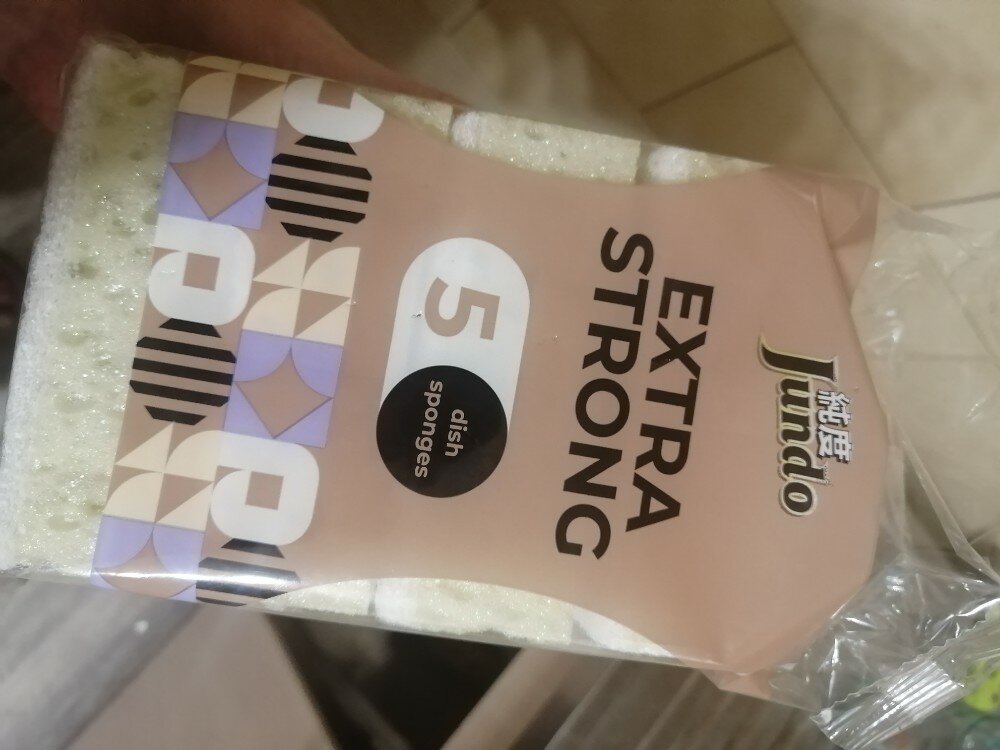 Jundo
純度
EXTRA
STRONG
5
dish
sponges